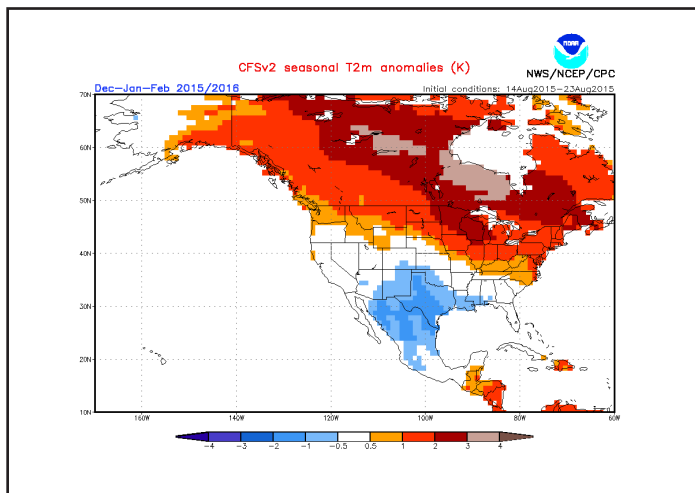 NOAA
CFSv2 seasonal T2m anomalies (K)
NWS/NCEP/CPC
Dec-Jan-Feb 2015/2016
Initial conditions: 14Aug2015-23Aug2015
70N
60N
50N
40N
30N
20N
10N
160W 140W 120W 100W 80W 60W
-4 -3 -2 -1 -0.5 0.5 1 2 3 4